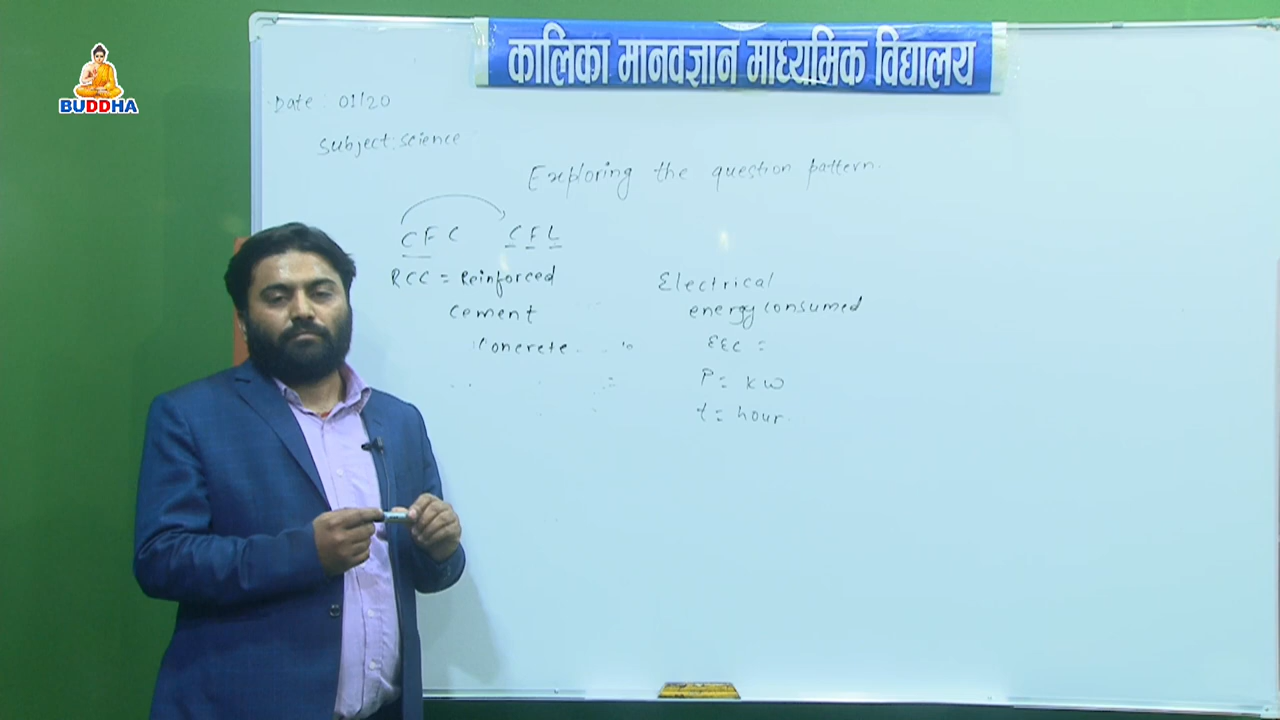 BUDDHA
कालिका मानवज्ञान माध्यमिक विद्यालय
Date : 01/20
Subject: science
Exploring the question pattern.
CFC CFL
RCC = Reinforced
cement
concrete.
Electrical
energy consumed
EEC =
P = kw
t = hour.